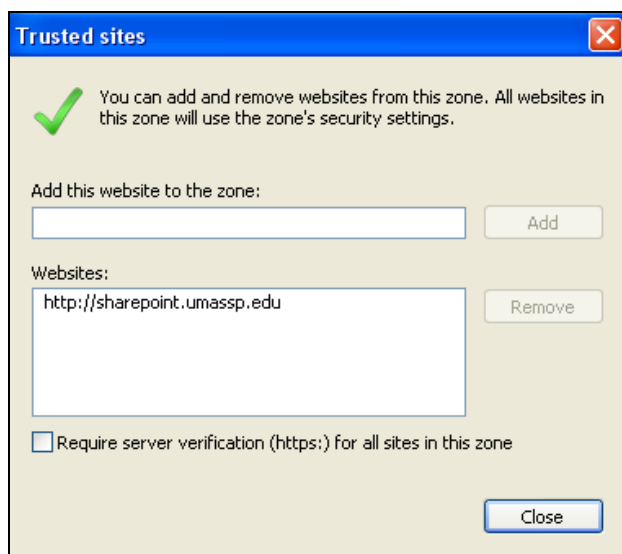 Trusted sites
You can add and remove websites from this zone. All websites in
this zone will use the zone's security settings.
Add this website to the zone:
Add
Websites:
http://sharepoint.umassp.edu
Remove
Require server verification (https:) for all sites in this zone
Close